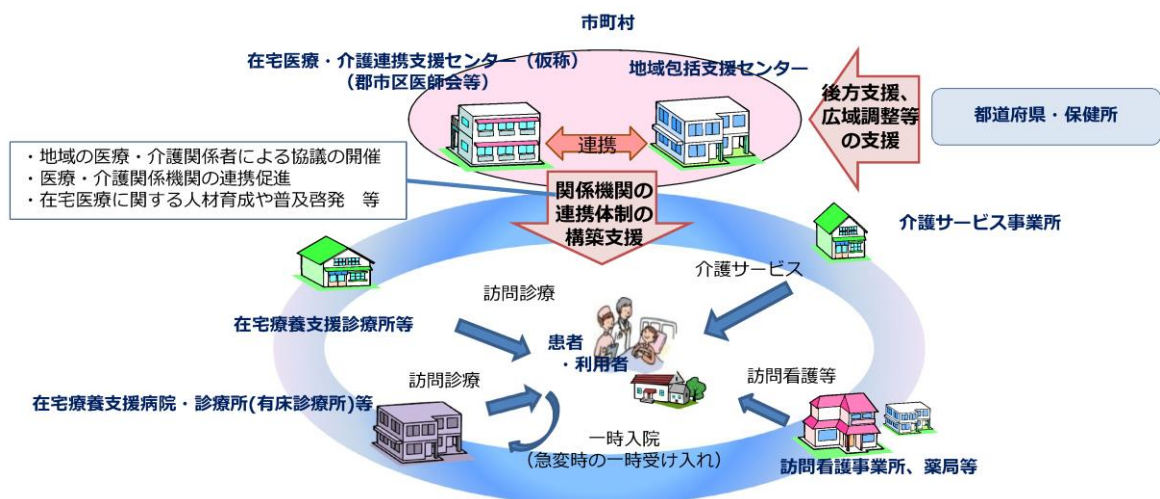 市町村
在宅医療・介護連携支援センター（仮称）
（郡市区医師会等）
地域包括支援センター
連携
後方支援、
広域調整等
の支援
都道府県・保健所
・地域の医療・介護関係者による協議の開催
・医療・介護関係機関の連携促進
・在宅医療に関する人材育成や普及啓発　等
関係機関の
連携体制の
構築支援
介護サービス事業所
介護サービス
訪問診療
在宅療養支援診療所等
患者
・利用者
訪問診療
訪問看護等
在宅療養支援病院・診療所(有床診療所)等
一時入院
（急変時の一時受け入れ）
訪問看護事業所、薬局等